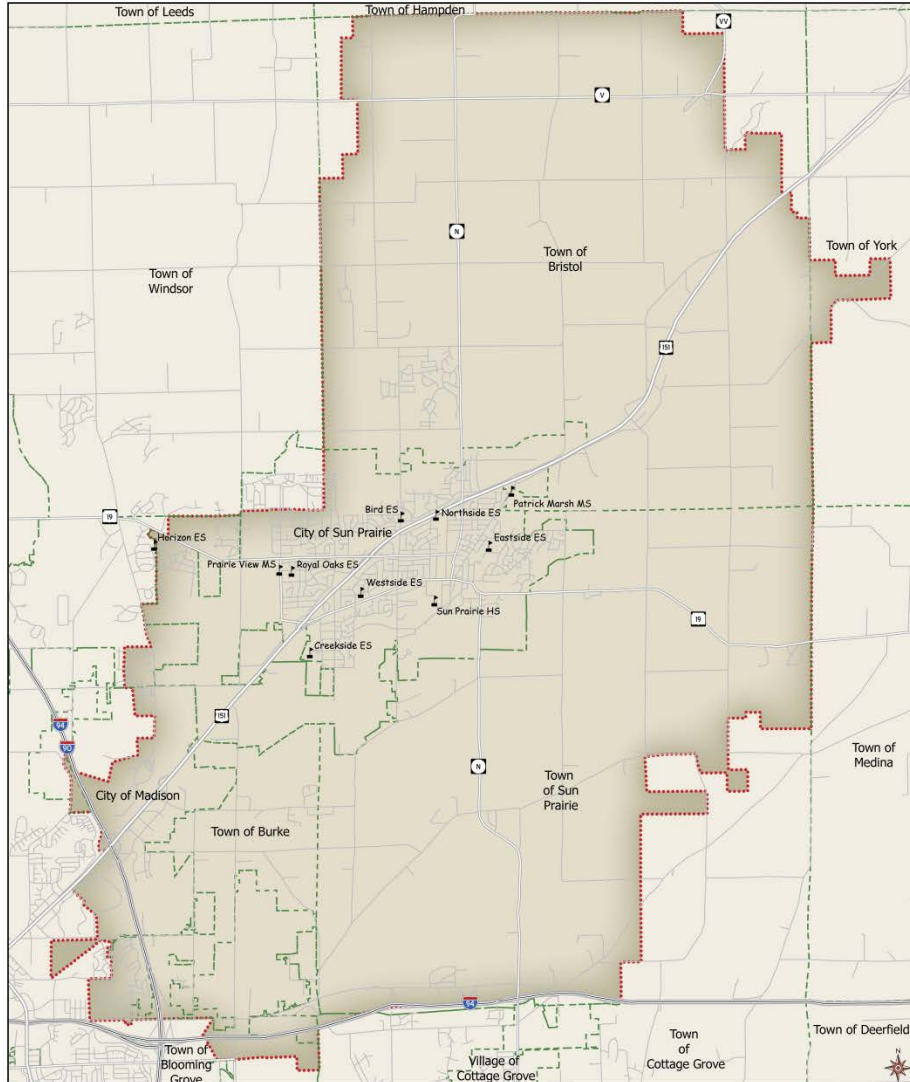 Town of Leeds
Town of Hampden
VV
V
N
Town of
Bristol
Town of York
Town of
Windsor
151
19
Patrick Marsh MS
Bird ES
Northside ES
City of Sun Prairie
Horizon ES
Eastside ES
Prairie View MS
Royal Oaks ES
Westside ES
Sun Prairie HS
19
Creekside ES
151
94
90
N
Town of
Medina
Town
of Sun
Prairie
City of Madison
Town of Burke
94
Town of
Blooming
Grove
Village of
Cottage Grove
Town
of
Cottage Grove
Town of Deerfield
N